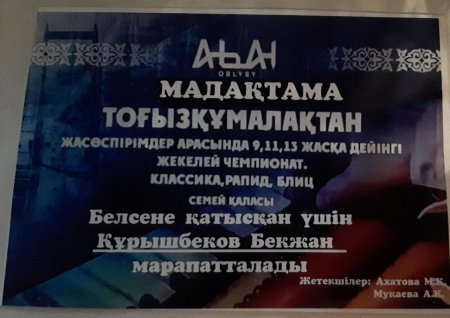 АБАЙ
OBLYSY
МАДАҚТАМА
ТОҒЫЗҚҰМАЛАҚТАН
ЖАСӨСПІРІМДЕР АРАСЫНДА 9,11,13 ЖАСҚА ДЕЙІНГІ
ЖЕКЕЛЕЙ ЧЕМПИОНАТ.
КЛАССИКА,РАПИД, БЛИЦ
СЕМЕЙ ҚАЛАСЫ
Белсене қатысқан үшін
Құрышбеков Бекжан
марапатталады
Жетекшілер: Ахатова М.К.
Мукаева А.К.